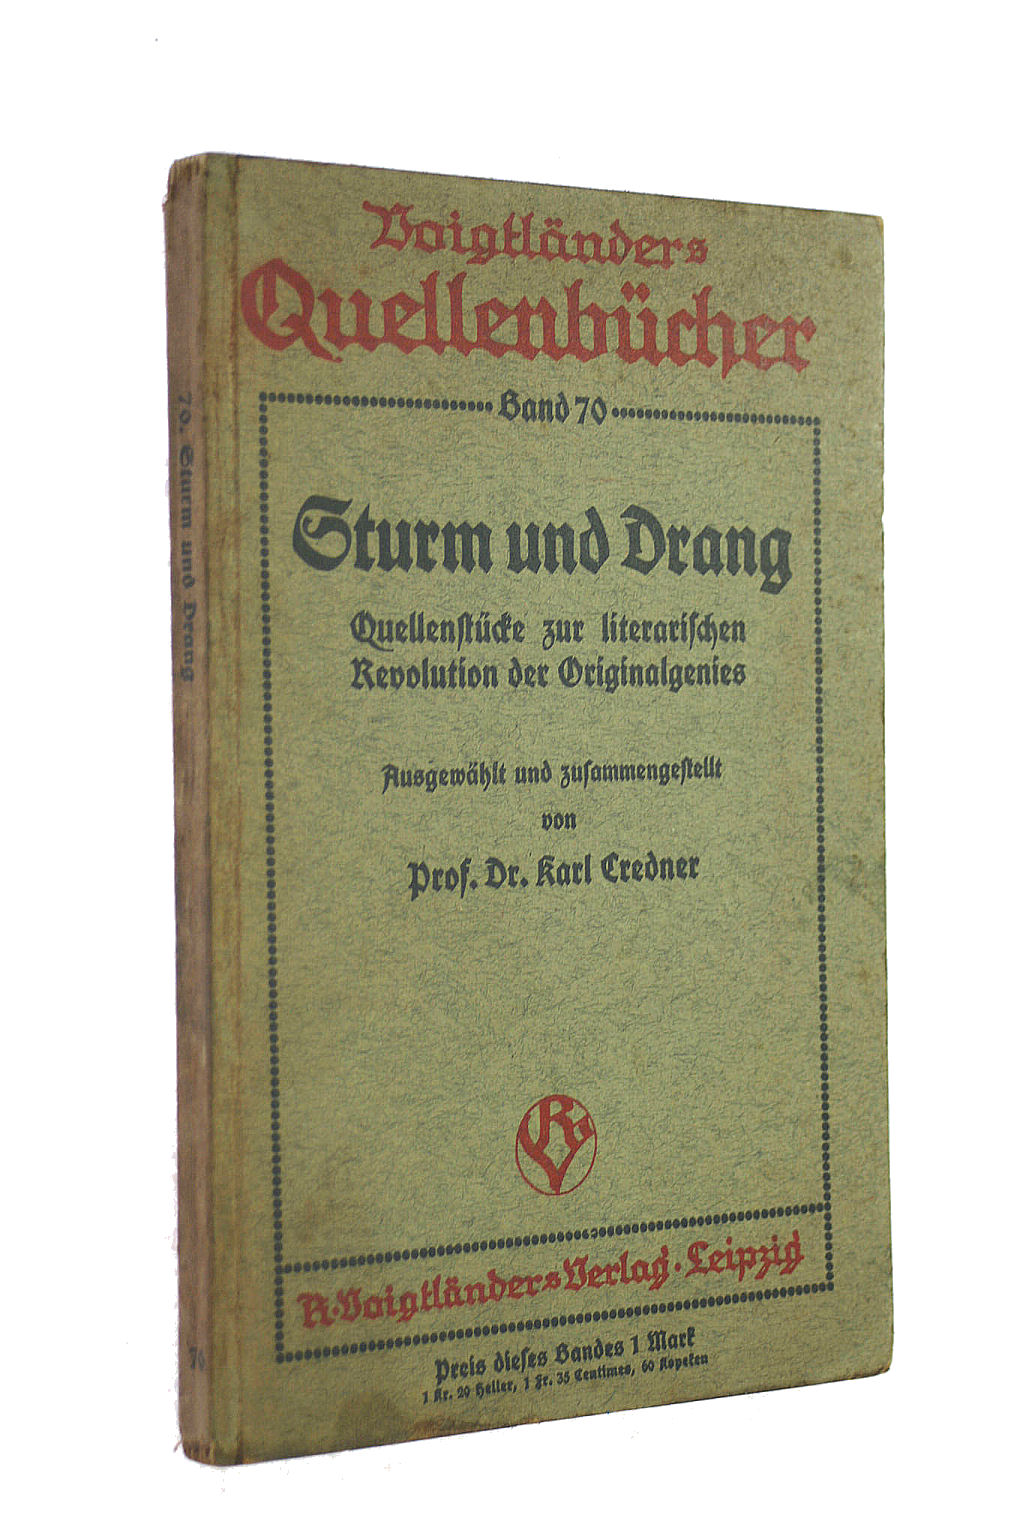 Voigtländers
Quellenbücher
Band 70
Sturm und Drang
Quellenstücke zur literarischen
Revolution der Originalgenies
Ausgewählt und zusammengestellt
von
Prof. Dr. Karl Credner
RV
R·Voigtländers Verlag·Leipzig
Preis dieses Bandes 1 Mark
1 Kr. 20 Heller, 1 Fr. 35 Centimes, 60 Kopeken
70. Sturm und Drang
70